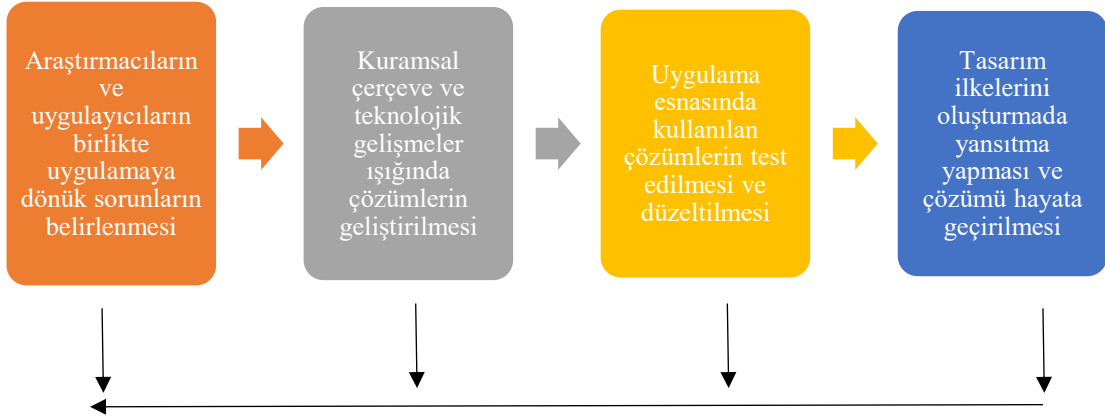 Araştırmacıların
ve
uygulayıcıların
birlikte
uygulamaya
dönük sorunların
belirlenmesi
Kuramsal
çerçeve ve
teknolojik
gelişmeler
ışığında
çözümlerin
geliştirilmesi
Uygulama
esnasında
kullanılan
çözümlerin test
edilmesi ve
düzeltilmesi
Tasarım
ilkelerini
oluşturmada
yansıtma
yapması ve
çözümü hayata
geçirilmesi